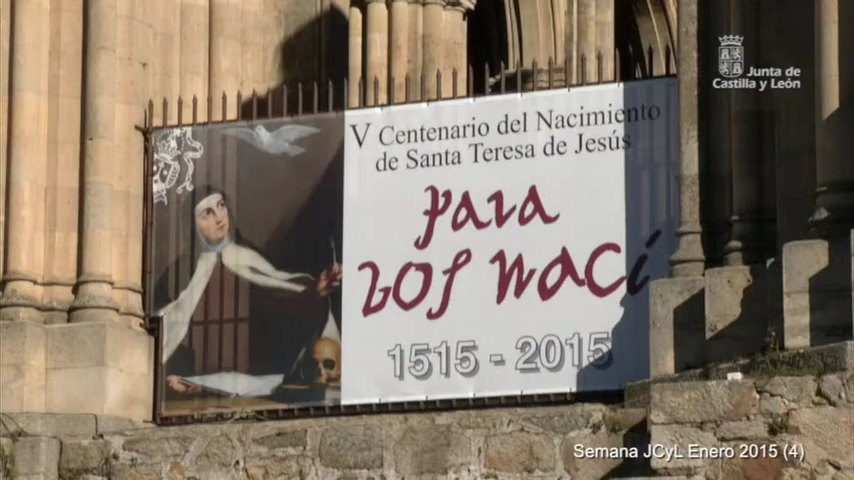 Junta de
Castilla y León
V Centenario del Nacimiento
de Santa Teresa de Jesús
para
vos nací
1515 - 2015
Semana JCyL Enero 2015 (4)